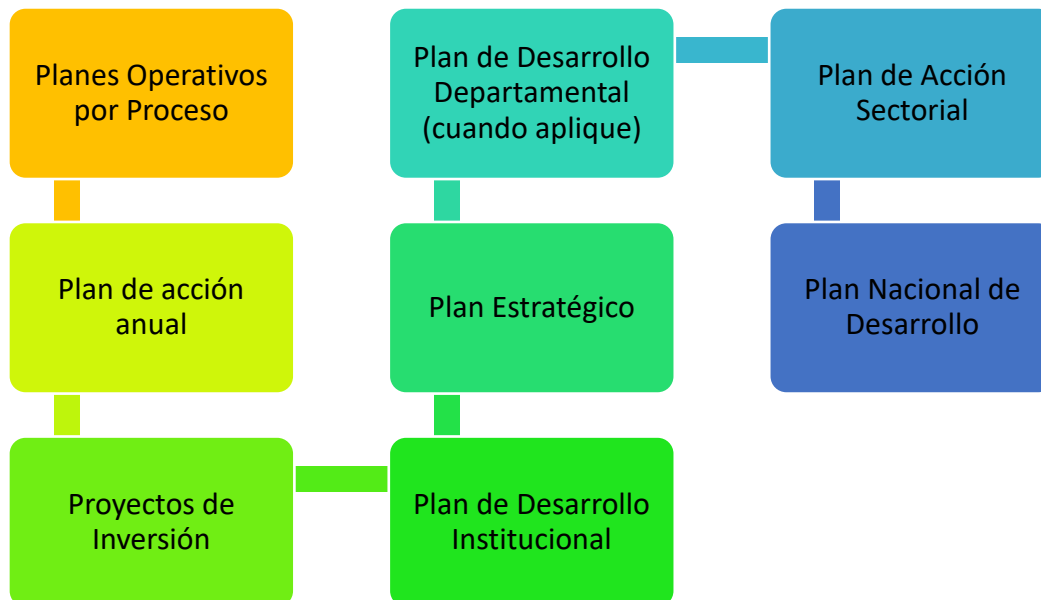 Planes Operativos
por Proceso
Plan de acción
anual
Proyectos de
Inversión
Plan de Desarrollo
Institucional
Plan Estratégico
Plan de Desarrollo
Departamental
(cuando aplique)
Plan de Acción
Sectorial
Plan Nacional de
Desarrollo